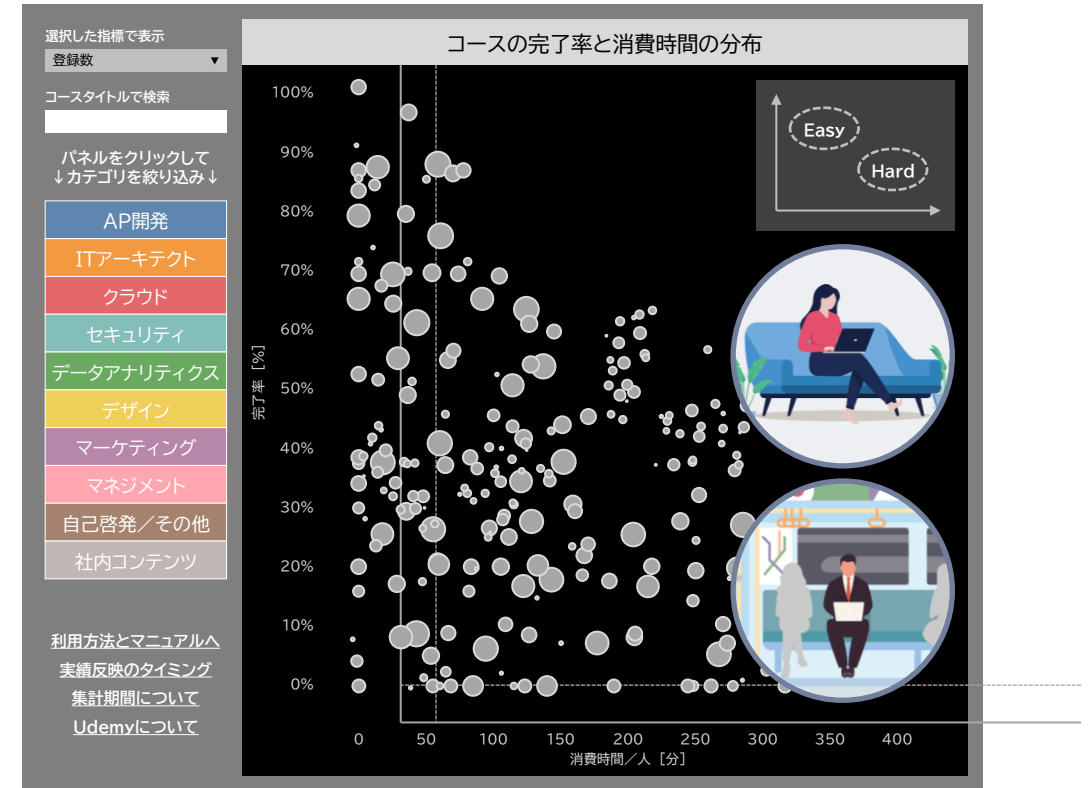 選択した指標で表示
登録数 ▼
コースタイトルで検索
パネルをクリックして
↓カテゴリを絞り込み↓
AP開発
ITアーキテクト
クラウド
セキュリティ
データアナリティクス
デザイン
マーケティング
マネジメント
自己啓発／その他
社内コンテンツ
利用方法とマニュアルへ
実績反映のタイミング
集計期間について
Udemyについて
コースの完了率と消費時間の分布
Easy
Hard
100%
90%
80%
70%
60%
50%
40%
30%
20%
10%
0%
完了率 [%]
0 50 100 150 200 250 300 350 400
消費時間／人 [分]